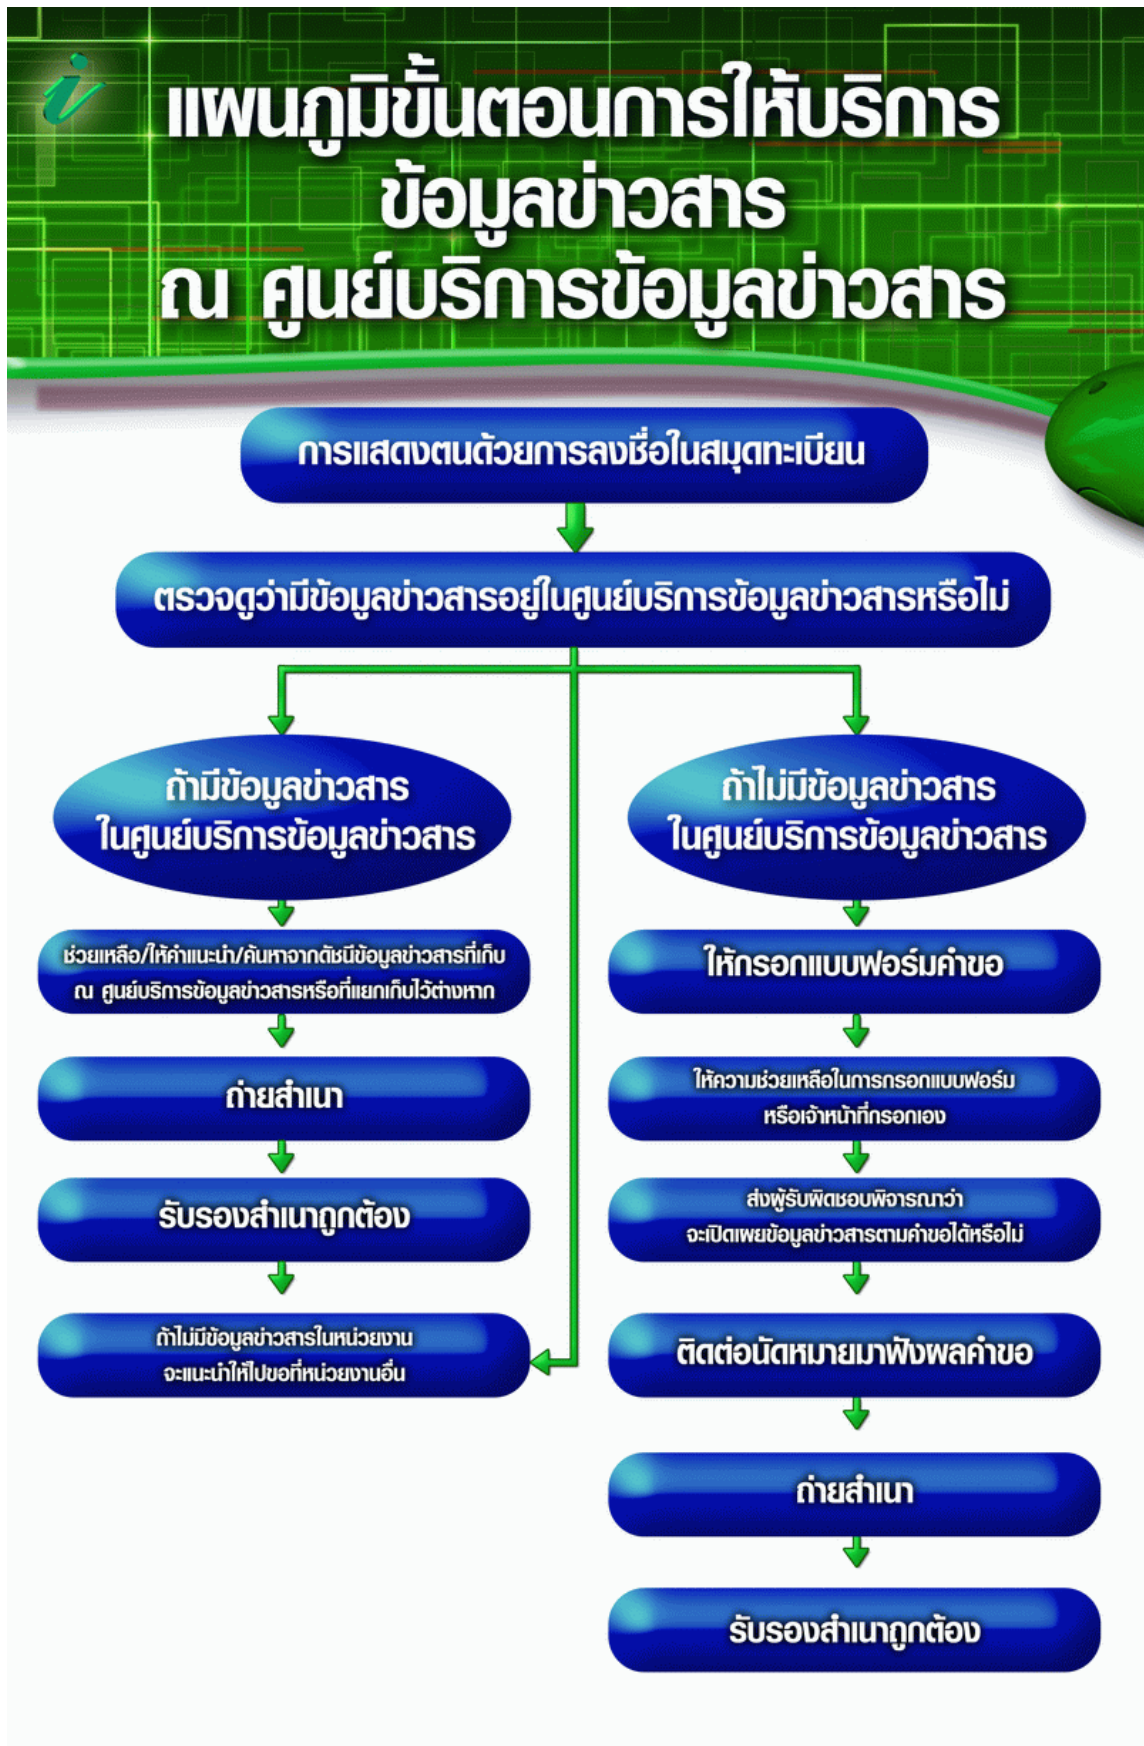 แผนภูมิขั้นตอนการให้บริการ
ข้อมูลข่าวสาร
ณ ศูนย์บริการข้อมูลข่าวสาร
การแสดงตนด้วยการลงชื่อในสมุดทะเบียน
ตรวจดูว่ามีข้อมูลข่าวสารอยู่ในศูนย์บริการข้อมูลข่าวสารหรือไม่
ถ้ามีข้อมูลข่าวสาร
ในศูนย์บริการข้อมูลข่าวสาร
ช่วยเหลือ/ให้คำแนะนำ/ค้นหาจากดัชนีข้อมูลข่าวสารที่เก็บ
ณ ศูนย์บริการข้อมูลข่าวสารหรือที่แยกเก็บไว้ต่างหาก
ถ่ายสำเนา
รับรองสำเนาถูกต้อง
ถ้าไม่มีข้อมูลข่าวสารในหน่วยงาน
จะแนะนำให้ไปขอที่หน่วยงานอื่น
ถ้าไม่มีข้อมูลข่าวสาร
ในศูนย์บริการข้อมูลข่าวสาร
ให้กรอกแบบฟอร์มคำขอ
ให้ความช่วยเหลือในการกรอกแบบฟอร์ม
หรือเจ้าหน้าที่กรอกเอง
ส่งผู้รับผิดชอบพิจารณาว่า
จะเปิดเผยข้อมูลข่าวสารตามคำขอได้หรือไม่
ติดต่อนัดหมายมาฟังผลคำขอ
ถ่ายสำเนา
รับรองสำเนาถูกต้อง